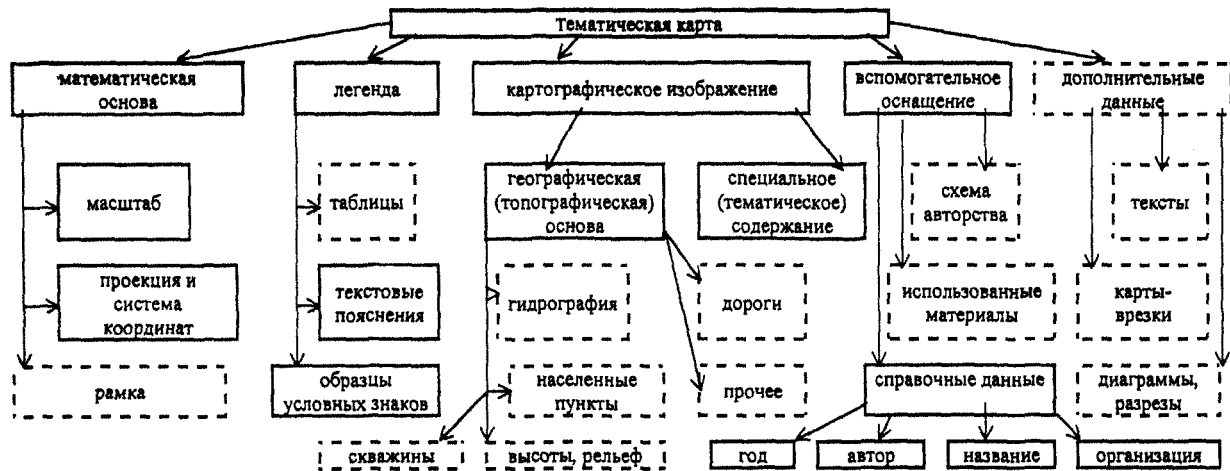 Тематическая карта
математическая
основа
легенда
картографическое изображение
вспомогательное
оснащение
дополнительные
данные
масштаб
таблицы
географическая
(топографическая)
основа
специальное
(тематическое)
содержание
схема
авторства
тексты
проекция и
система
координат
текстовые
пояснения
гидрография
дороги
использованные
материалы
карты-
врезки
рамка
образцы
условных знаков
населенные
пункты
прочее
справочные данные
диаграммы,
разрезы
скважины
высоты, рельеф
год
автор
название
организация